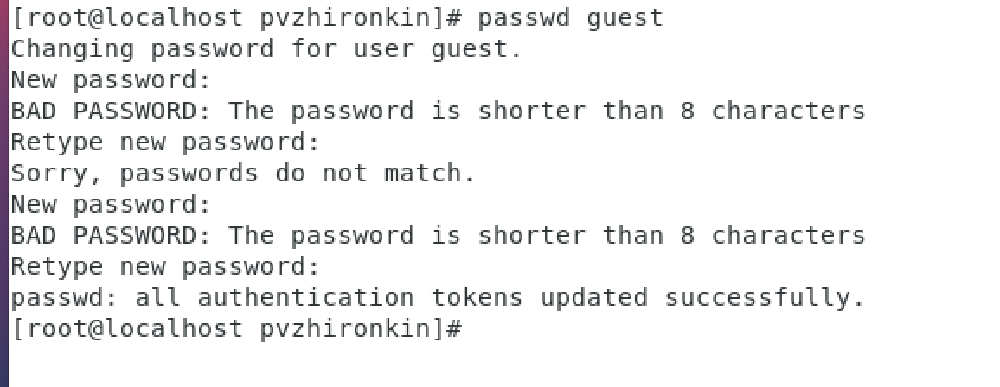 [root@localhost pvzhironkin]# passwd guest
Changing password for user guest.
New password:
BAD PASSWORD: The password is shorter than 8 characters
Retype new password:
Sorry, passwords do not match.
New password:
BAD PASSWORD: The password is shorter than 8 characters
Retype new password:
passwd: all authentication tokens updated successfully.
[root@localhost pvzhironkin]#